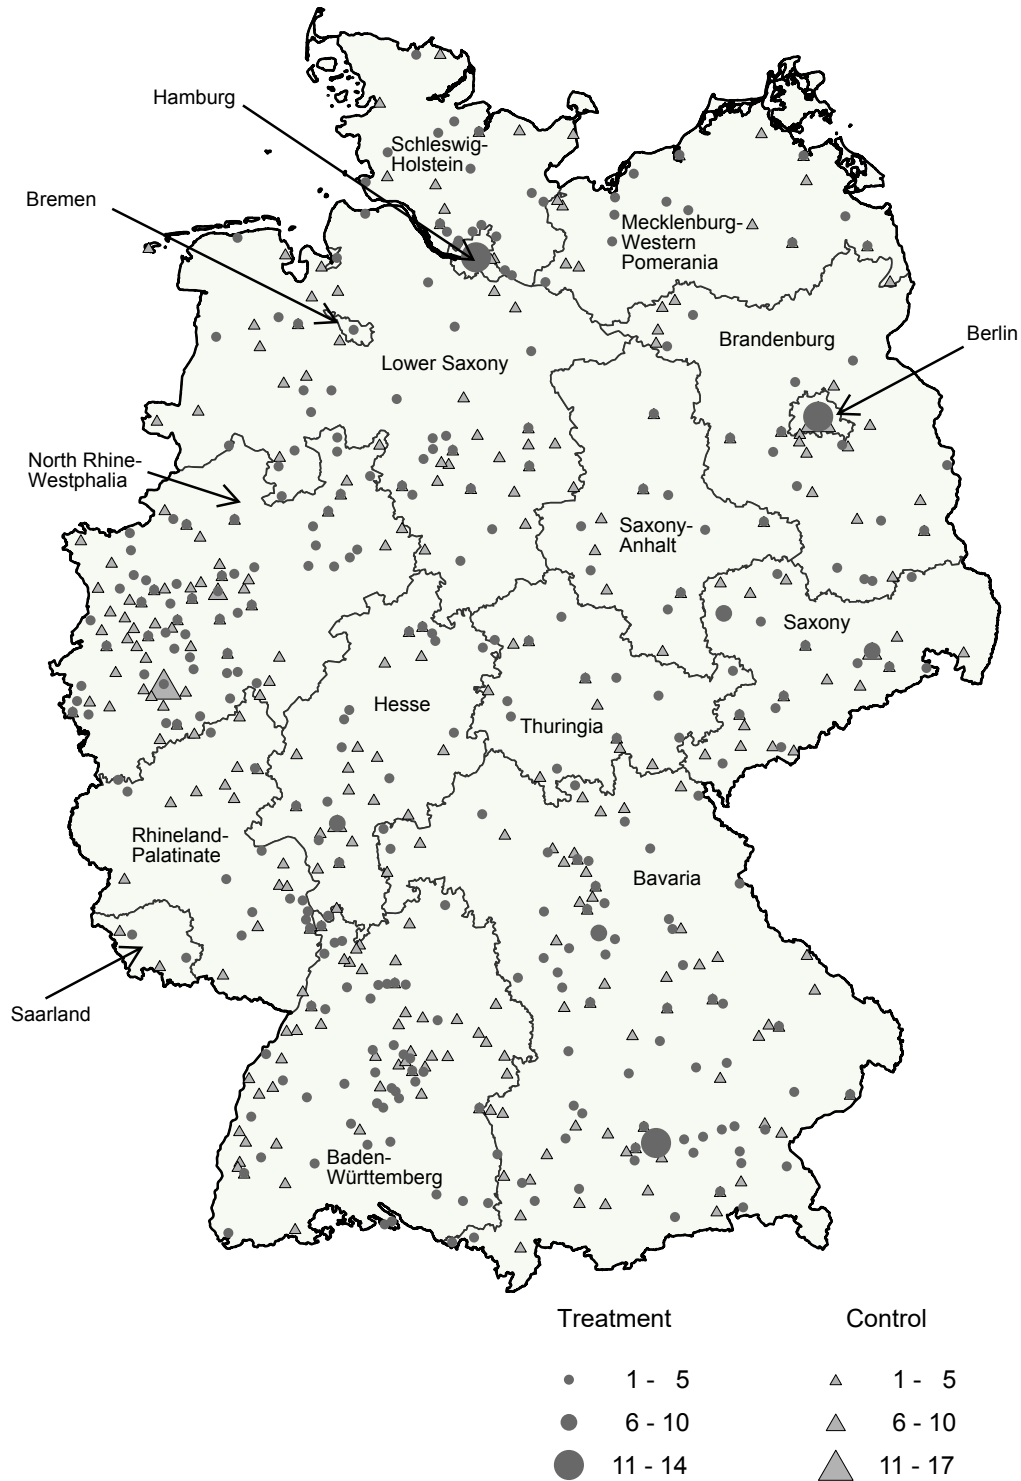 Hamburg
Schleswig-
Holstein
Bremen
Mecklenburg-
Western
Pomerania
Brandenburg
Berlin
Lower Saxony
North Rhine-
Westphalia
Saxony-
Anhalt
Saxony
Hesse
Thuringia
Rhineland-
Palatinate
Bavaria
Saarland
Baden-
Württemberg
Treatment Control
1 - 5 1 - 5
6 - 10 6 - 10
11 - 14 11 - 17